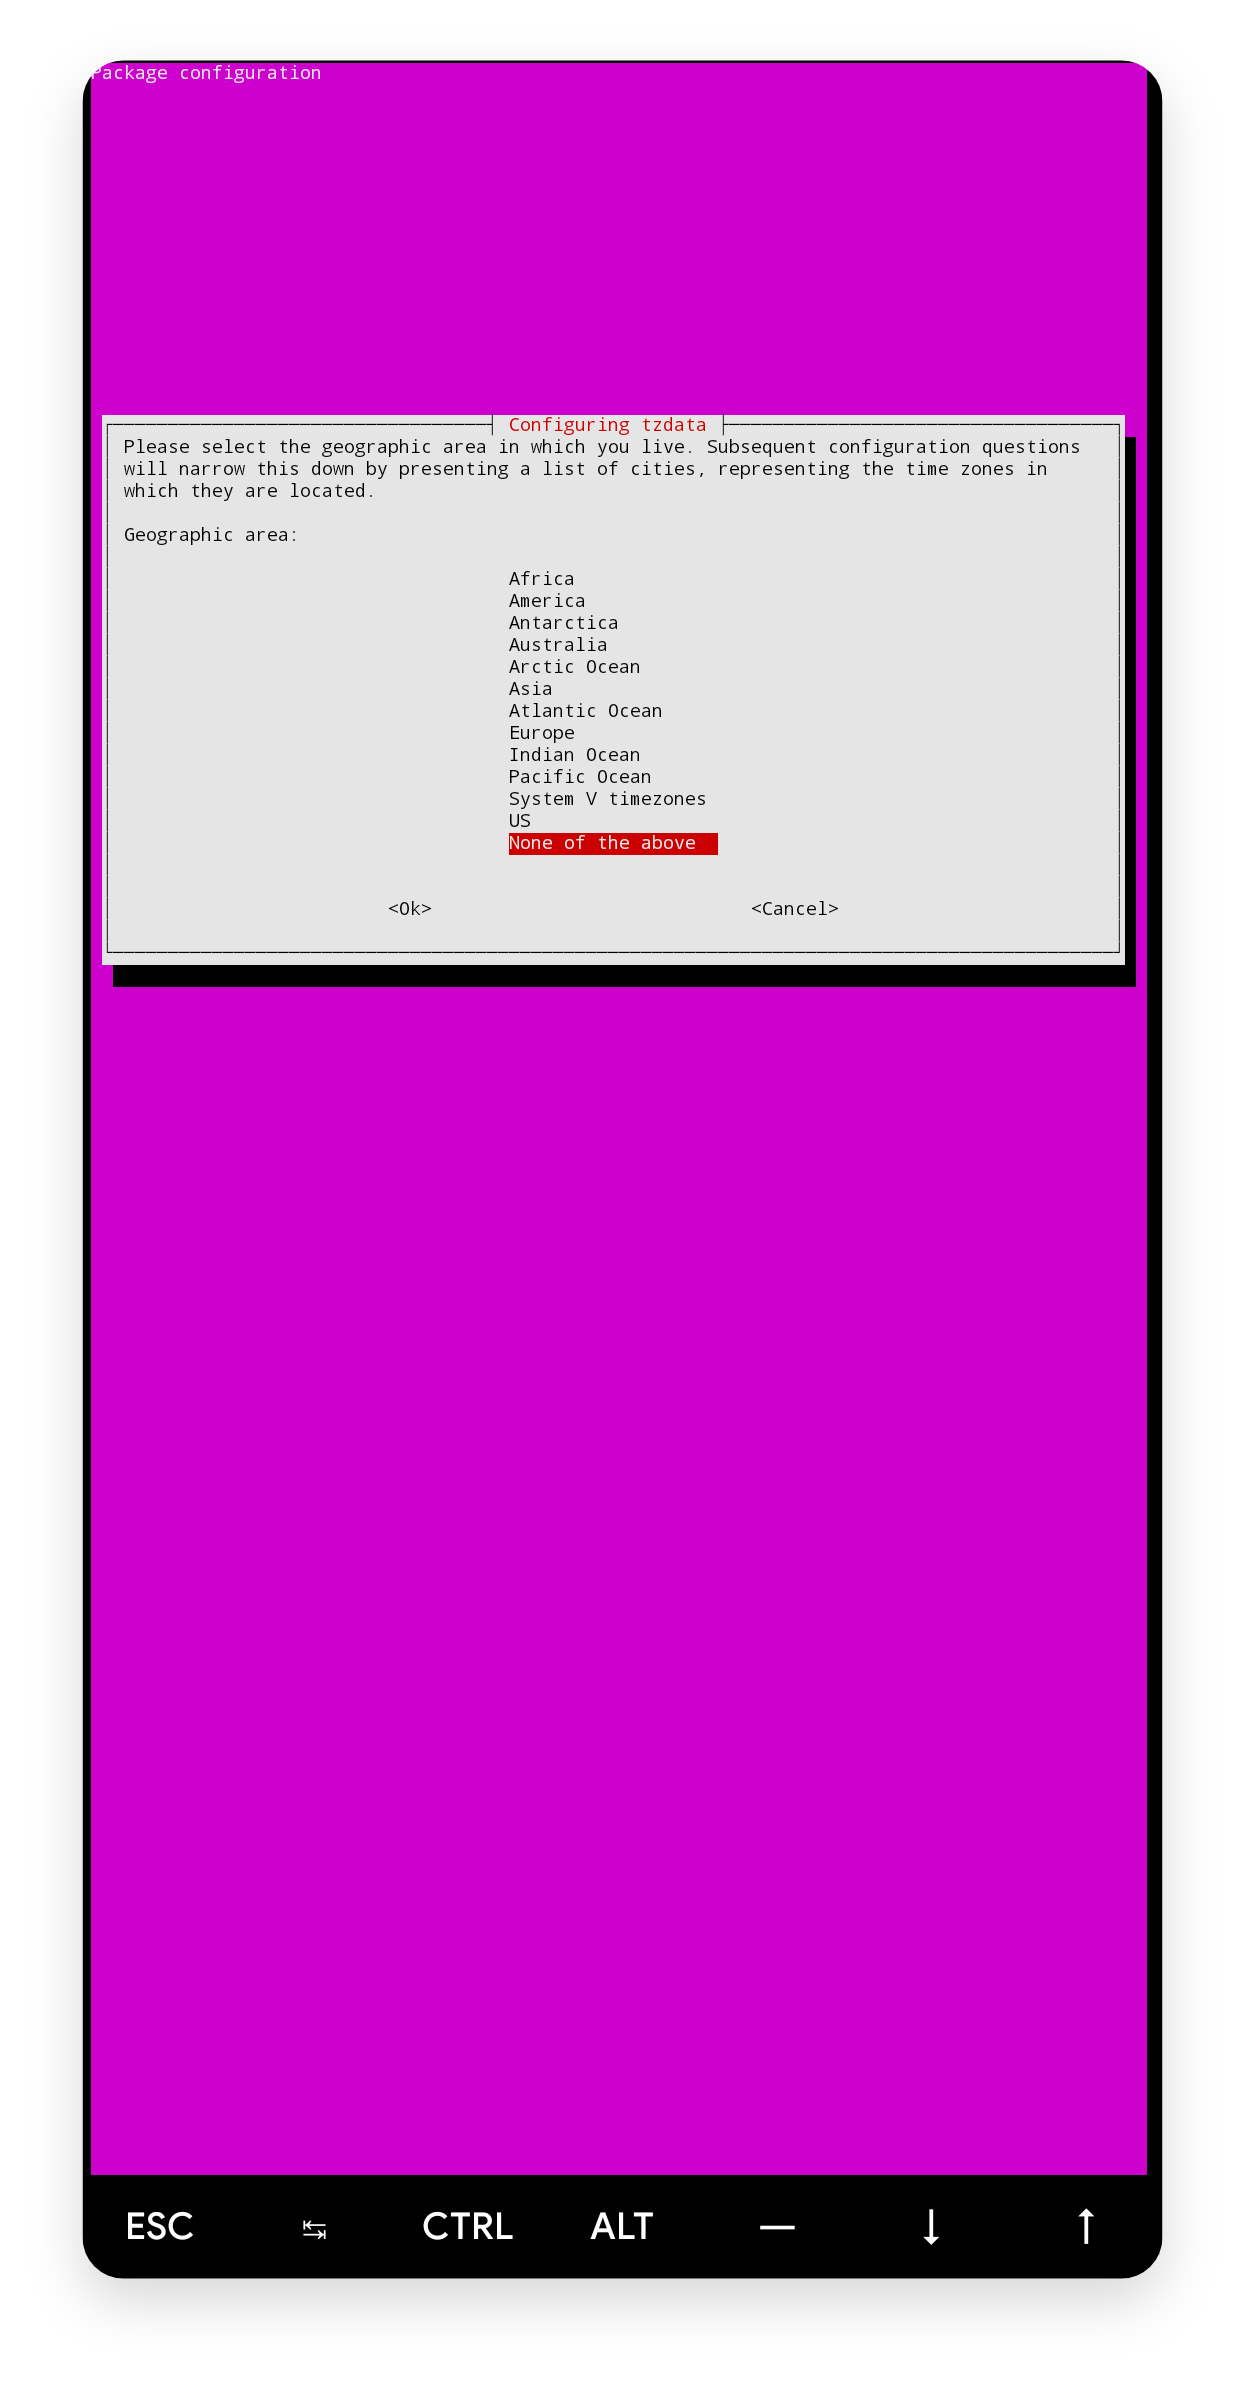 Package configuration
Configuring tzdata
Please select the geographic area in which you live. Subsequent configuration questions
will narrow this down by presenting a list of cities, representing the time zones in
which they are located.
Geographic area:
Africa
America
Antarctica
Australia
Arctic Ocean
Asia
Atlantic Ocean
Europe
Indian Ocean
Pacific Ocean
System V timezones
US
None of the above
<Ok> <Cancel>
ESC ↹ CTRL ALT — ↓ ↑